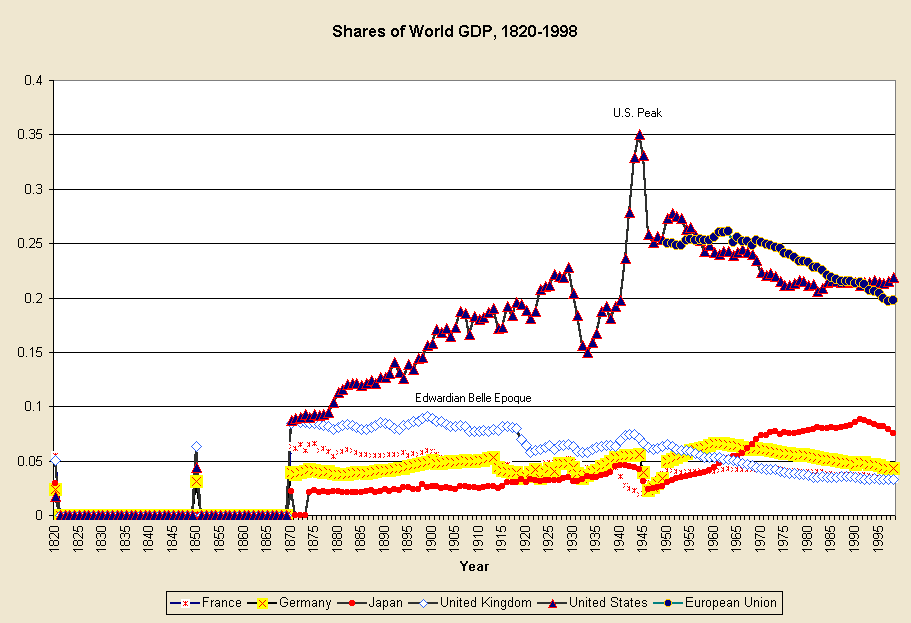 Shares of World GDP, 1820-1998
0.4
U.S. Peak
0.35
0.3
0.25
0.2
0.15
0.1
Edwardian Belle Epoque
0.05
0
1820 1825 1830 1835 1840 1845 1850 1855 1860 1865 1870 1875 1880 1885 1890 1895 1900 1905 1910 1915 1920 1925 1930 1935 1940 1945 1950 1955 1960 1965 1970 1975 1980 1985 1990 1995
Year
France Germany Japan United Kingdom United States European Union